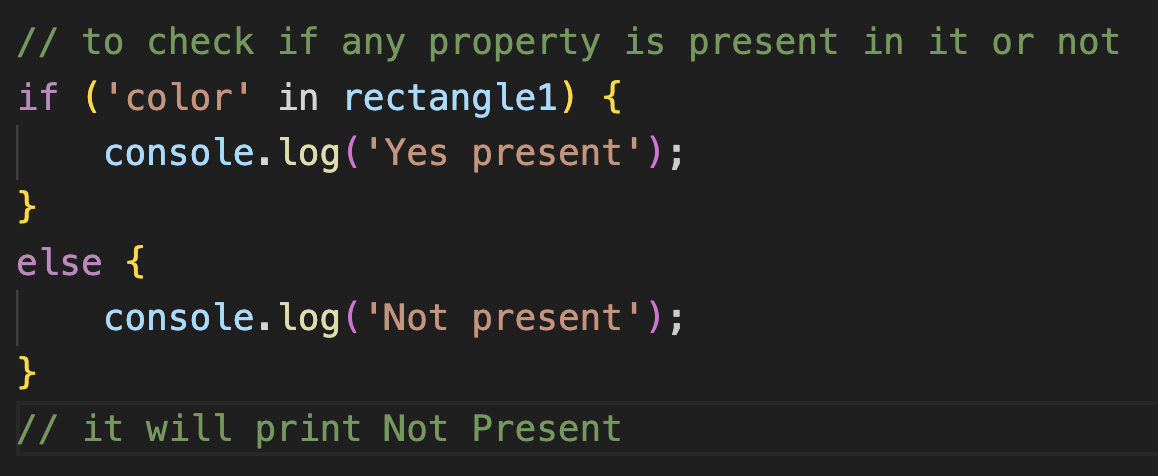 // to check if any property is present in it or not
if ('color' in rectangle1) {
    console.log('Yes present');
}
else {
    console.log('Not present');
}
// it will print Not Present